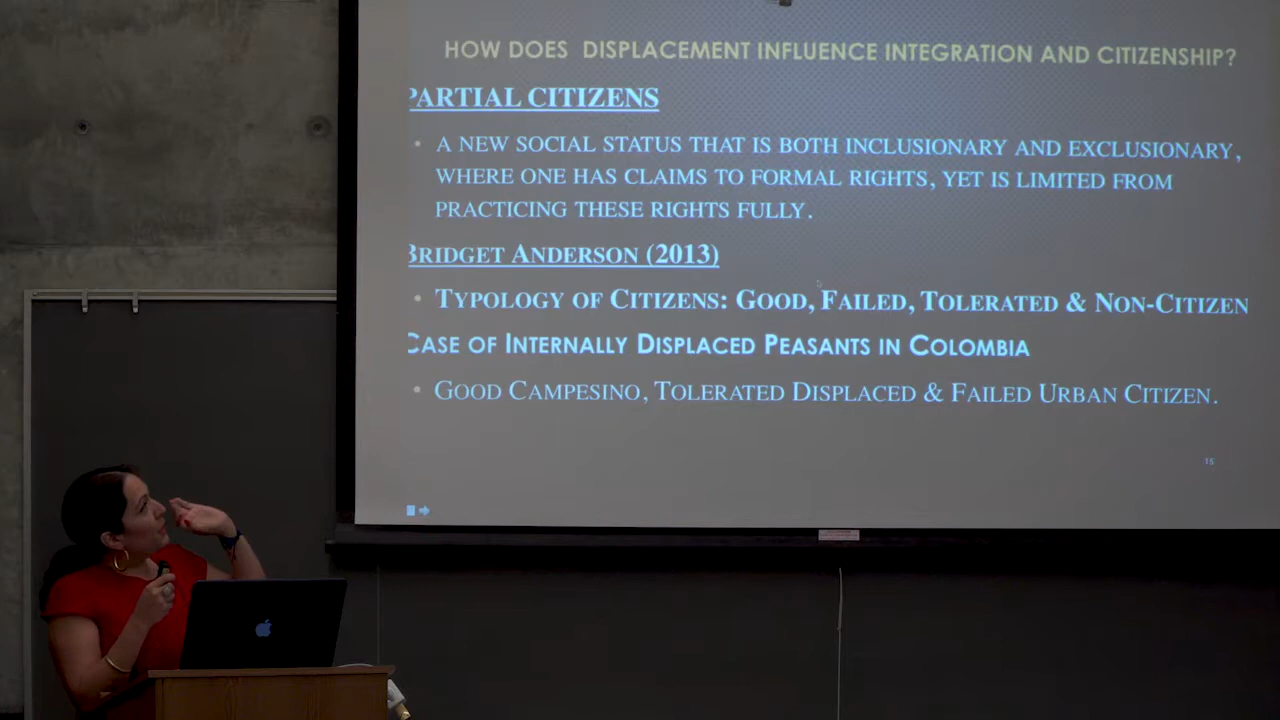 HOW DOES DISPLACEMENT INFLUENCE INTEGRATION AND CITIZENSHIP?
PARTIAL CITIZENS
• A NEW SOCIAL STATUS THAT IS BOTH INCLUSIONARY AND EXCLUSIONARY,
WHERE ONE HAS CLAIMS TO FORMAL RIGHTS, YET IS LIMITED FROM
PRACTICING THESE RIGHTS FULLY.
BRIDGET ANDERSON (2013)
• TYPOLOGY OF CITIZENS: GOOD, FAILED, TOLERATED & NON-CITIZEN
CASE OF INTERNALLY DISPLACED PEASANTS IN COLOMBIA
• GOOD CAMPESINO, TOLERATED DISPLACED & FAILED URBAN CITIZEN.
15